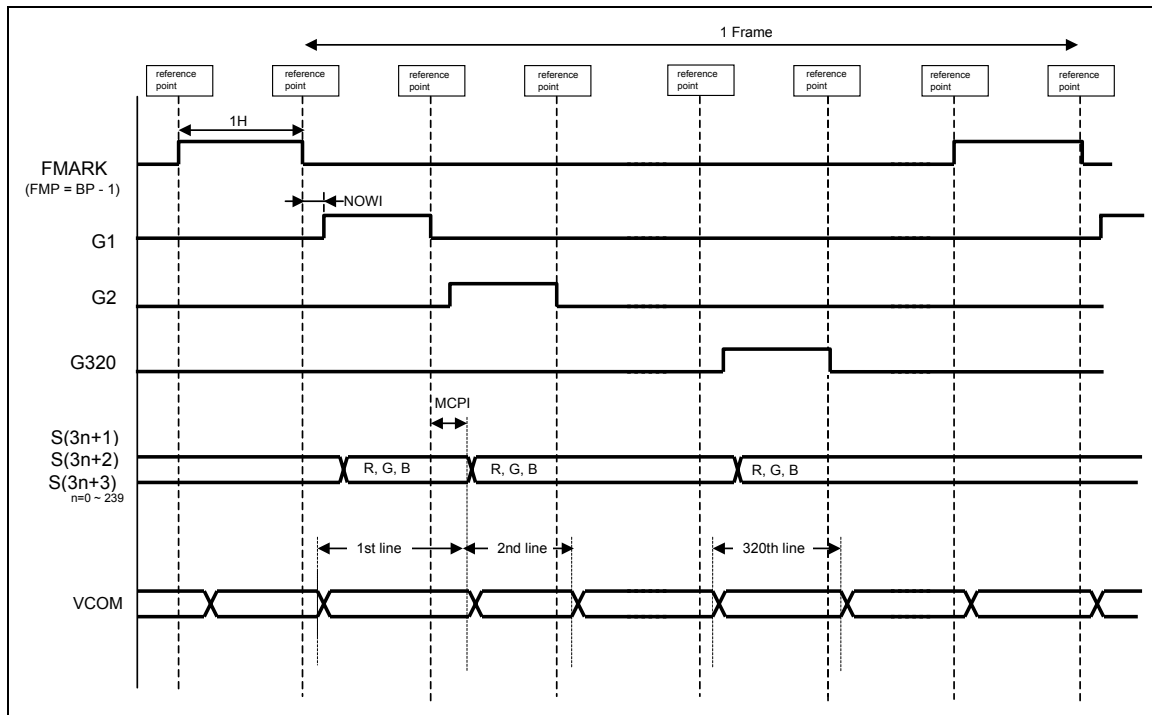 1 Frame
reference point
reference point
reference point
reference point
reference point
reference point
reference point
reference point
1H
FMARK
(FMP = BP - 1)
NOWI
G1
G2
G320
MCPI
S(3n+1)
S(3n+2)
S(3n+3)
n=0 ~ 239
R, G, B
R, G, B
R, G, B
1st line
2nd line
320th line
VCOM